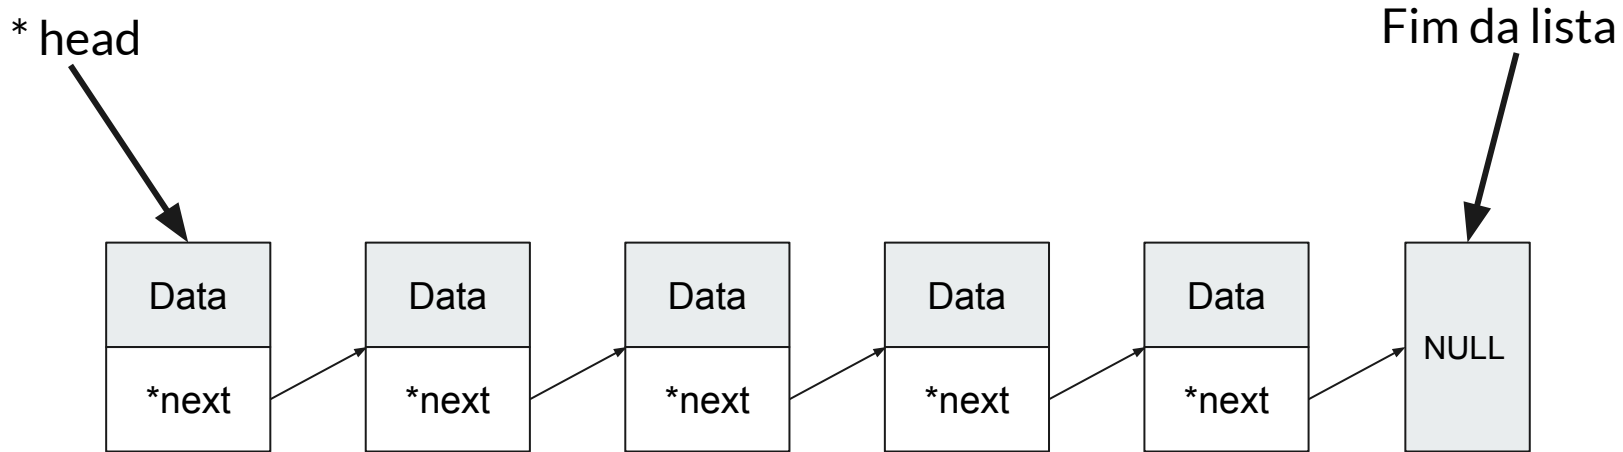 * head
Fim da lista
Data
Data
Data
Data
Data
NULL
*next
*next
*next
*next
*next